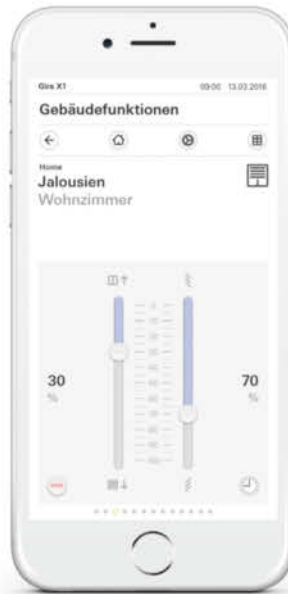 Gira X1 09:00 13.03.2018
Gebäudefunktionen
Home
Jalousien
Wohnzimmer
30 70
% %